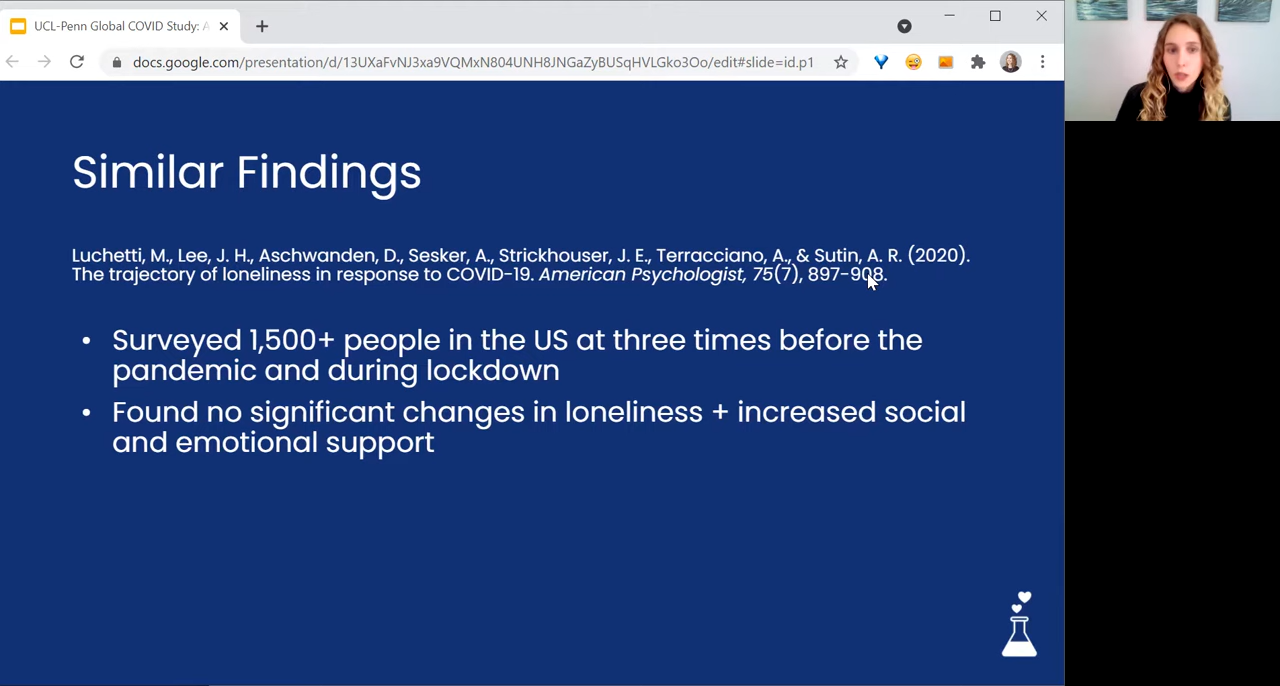 UCL-Penn Global COVID Study: A
docs.google.com/presentation/d/13UXaFvNJ3xa9VQMxN804UNH8JNGaZyBUSqHVLGko3Oo/edit#slide=id.p1
Similar Findings
Luchetti, M., Lee, J. H., Aschwanden, D., Sesker, A., Strickhouser, J. E., Terracciano, A., & Sutin, A. R. (2020).
The trajectory of loneliness in response to COVID-19. American Psychologist, 75(7), 897-908.
• Surveyed 1,500+ people in the US at three times before the
pandemic and during lockdown
• Found no significant changes in loneliness + increased social
and emotional support